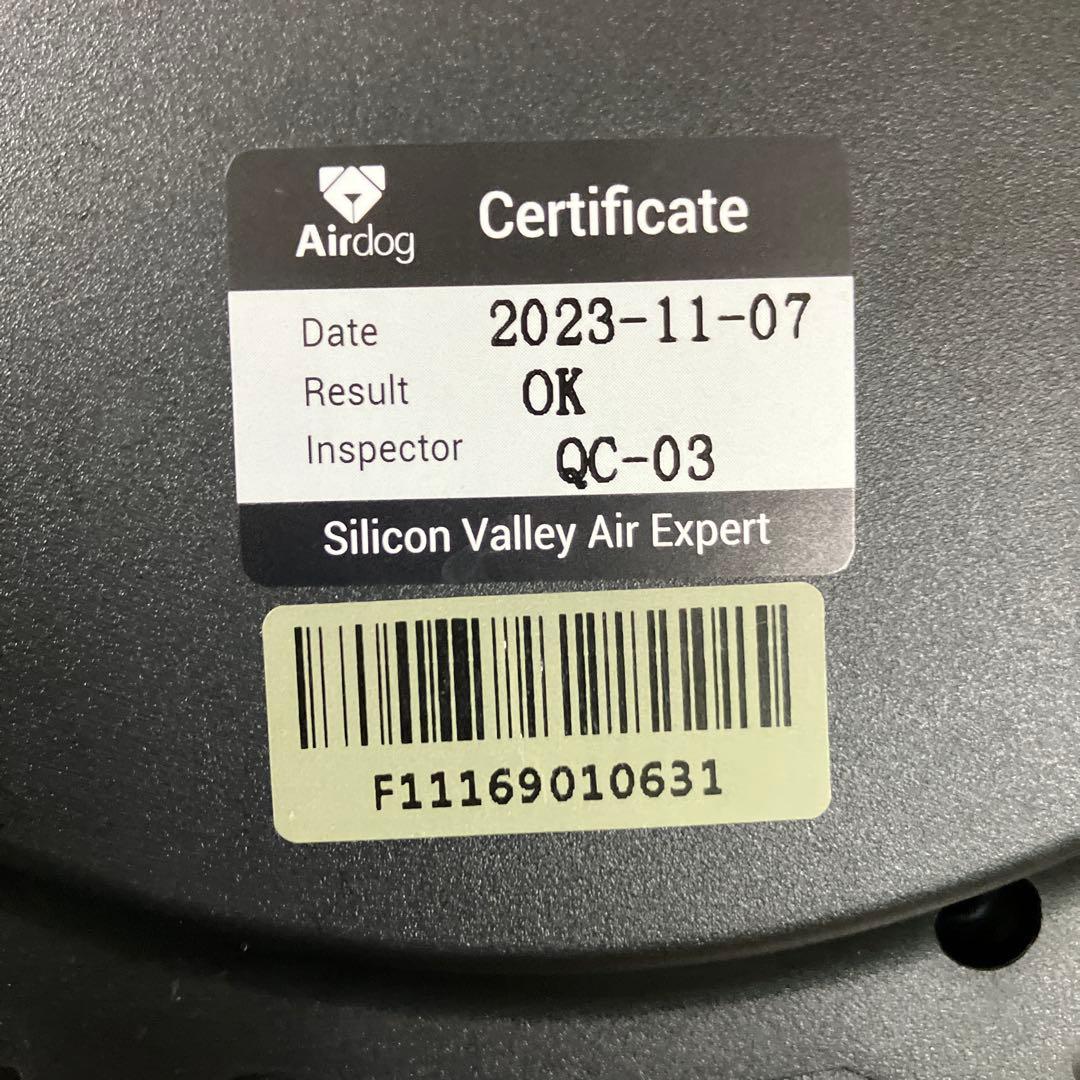 Airdog Certificate
Date 2023-11-07
Result OK
Inspector QC-03
Silicon Valley Air Expert
F11169010631